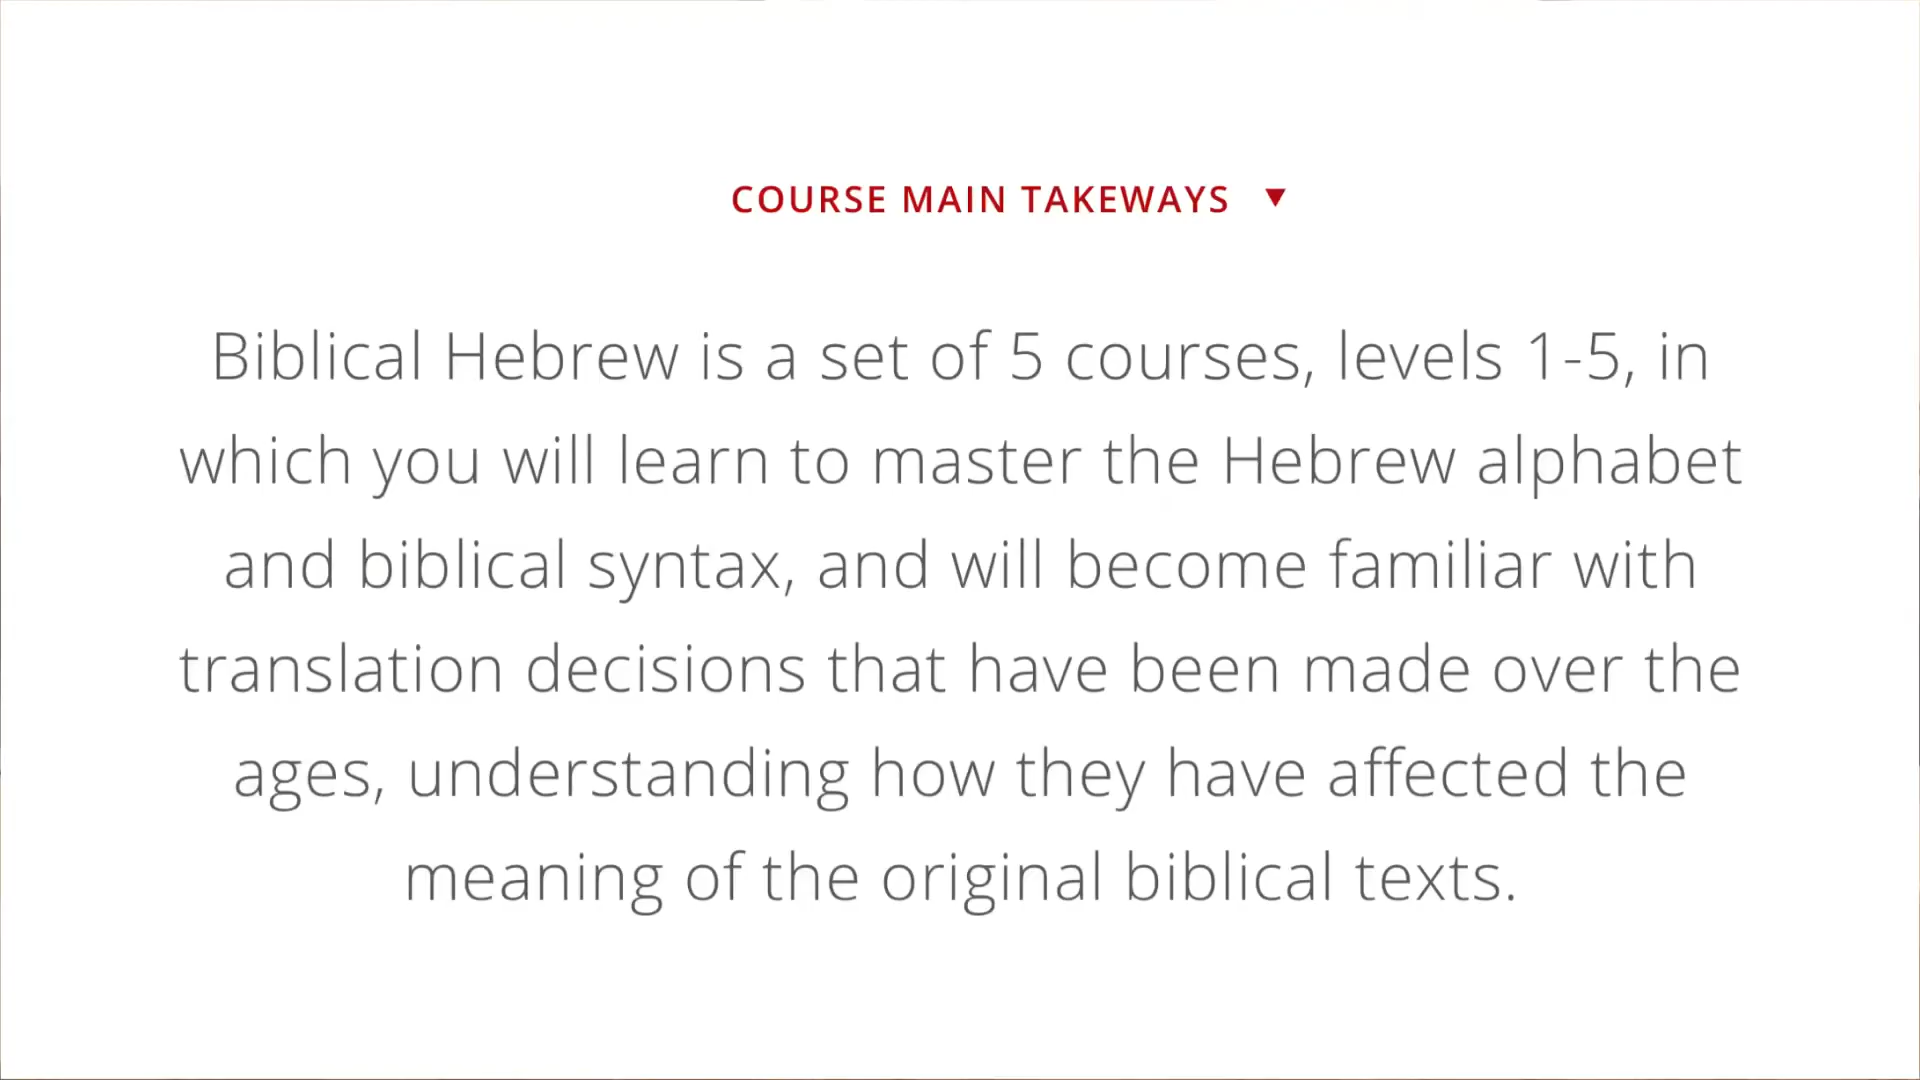 COURSE MAIN TAKEWAYS ▼
Biblical Hebrew is a set of 5 courses, levels 1-5, in
which you will learn to master the Hebrew alphabet
and biblical syntax, and will become familiar with
translation decisions that have been made over the
ages, understanding how they have affected the
meaning of the original biblical texts.